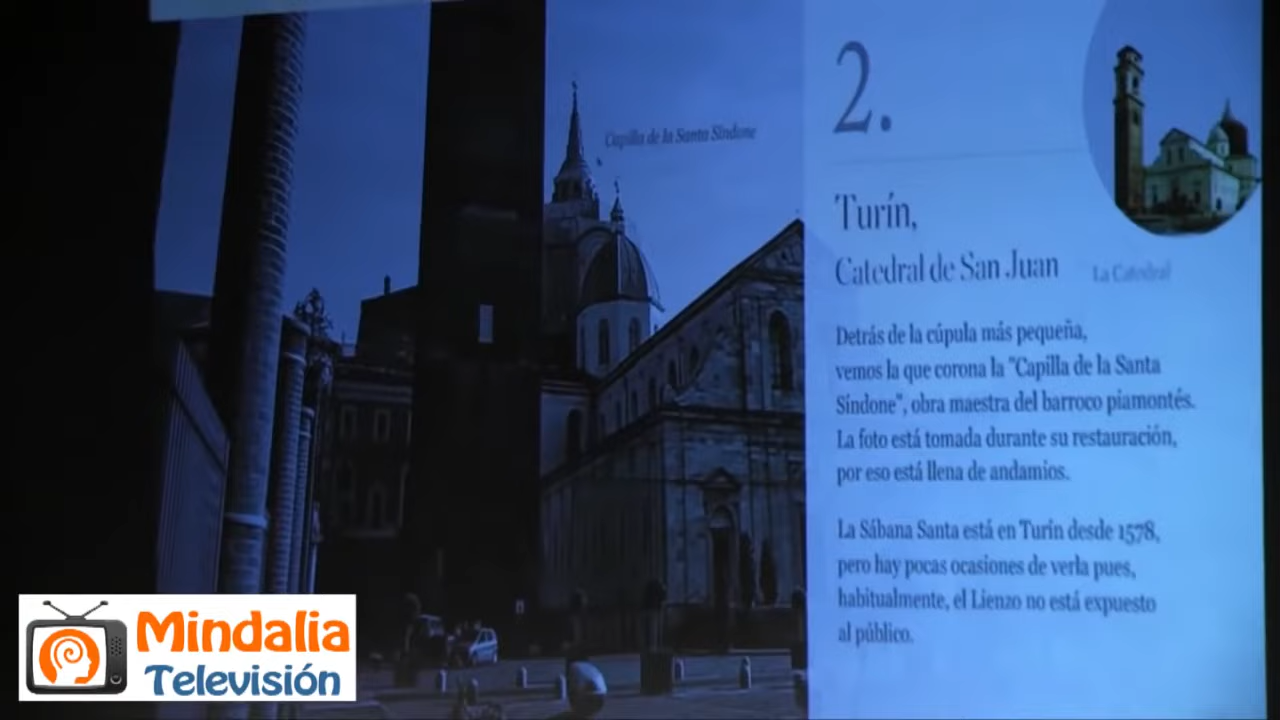 Capilla de la Santa Síndone
2.
Turín,
Catedral de San Juan
La Catedral
Detrás de la cúpula más pequeña,
vemos la que corona la "Capilla de la Santa
Síndone", obra maestra del barroco piamontés.
La foto está tomada durante su restauración,
por eso está llena de andamios.
La Sábana Santa está en Turín desde 1578,
pero hay pocas ocasiones de verla pues,
habitualmente, el Lienzo no está expuesto
al público.
Mindalia
Televisión